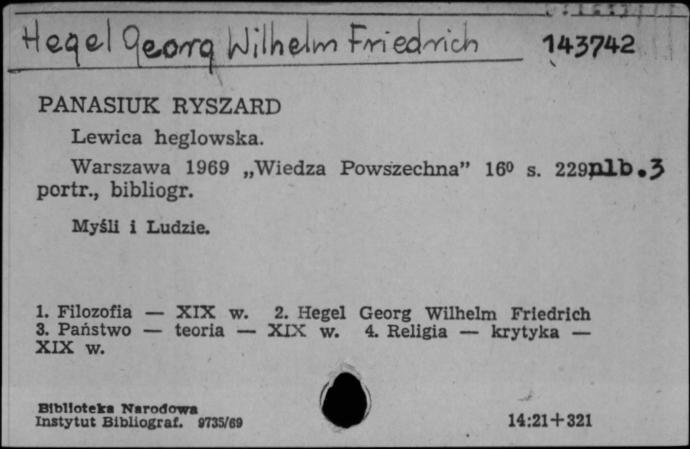 Hegel Georg Wilhelm Friedrich 143742
PANASIUK RYSZARD
Lewica heglowska.
Warszawa 1969 „Wiedza Powszechna” 16⁰ s. 229, nlb. 3
portr., bibliogr.
Myśli i Ludzie.
1. Filozofia — XIX w. 2. Hegel Georg Wilhelm Friedrich
3. Państwo — teoria — XIX w. 4. Religia — krytyka —
XIX w.
Biblioteka Narodowa
Instytut Bibliograf. 9735/69 14:21+321